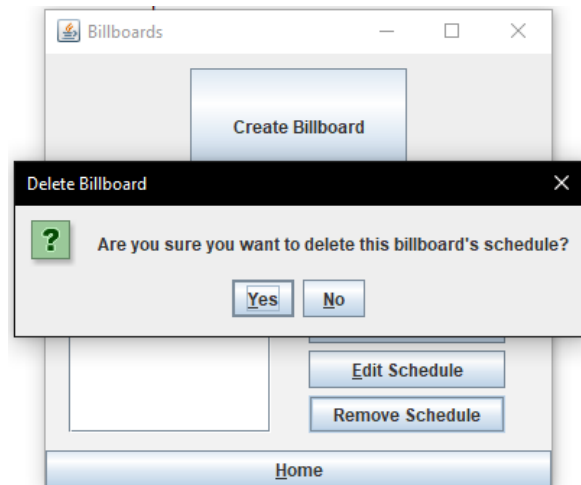 Billboards
Create Billboard
Delete Billboard
?
Are you sure you want to delete this billboard's schedule?
Yes No
Edit Schedule
Remove Schedule
Home